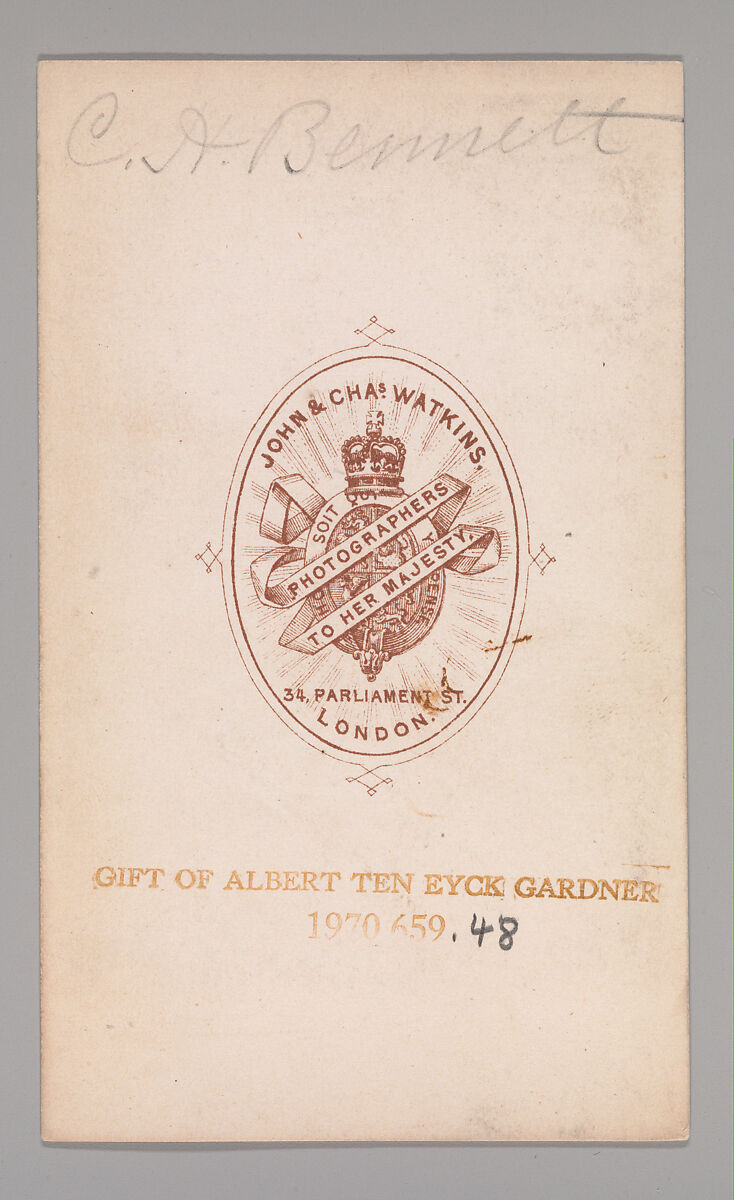 C. H. Bennett
JOHN & CHAS. WATKINS,
SOIT QUI
PHOTOGRAPHERS
TO HER MAJESTY.
34, PARLIAMENT ST.
LONDON.
GIFT OF ALBERT TEN EYCK GARDNER
1970 659.48